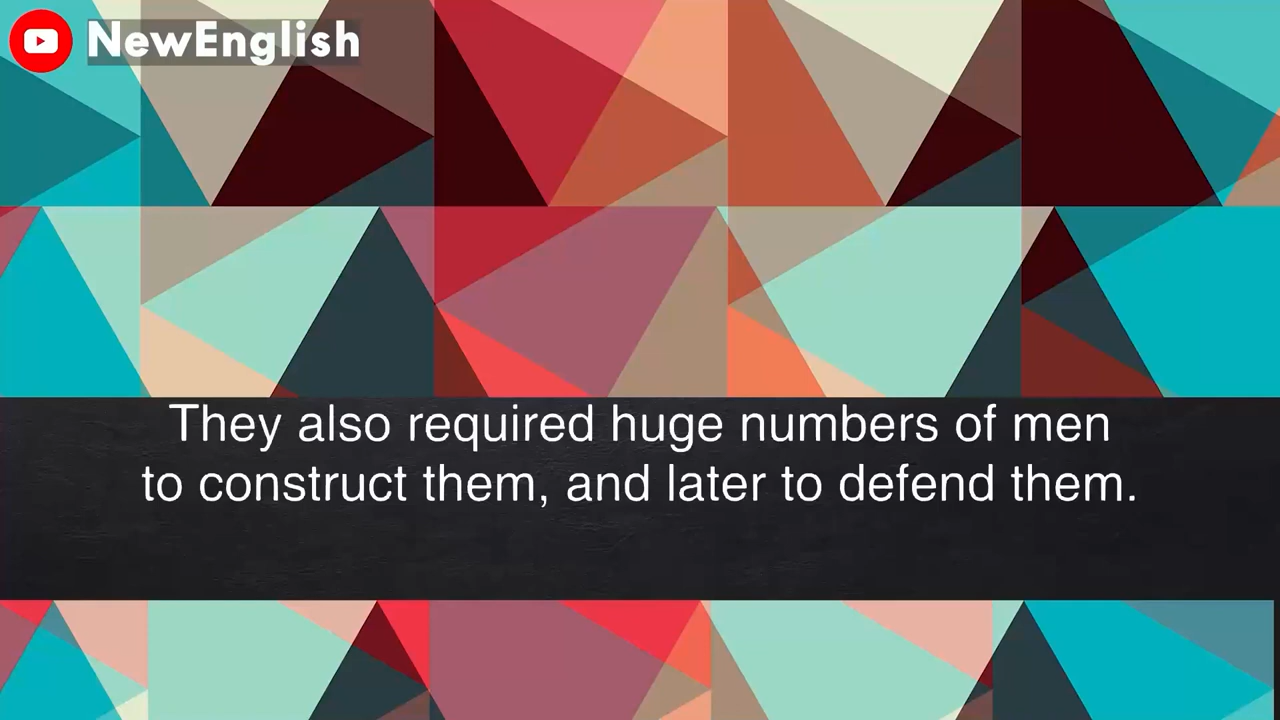 NewEnglish
They also required huge numbers of men
to construct them, and later to defend them.